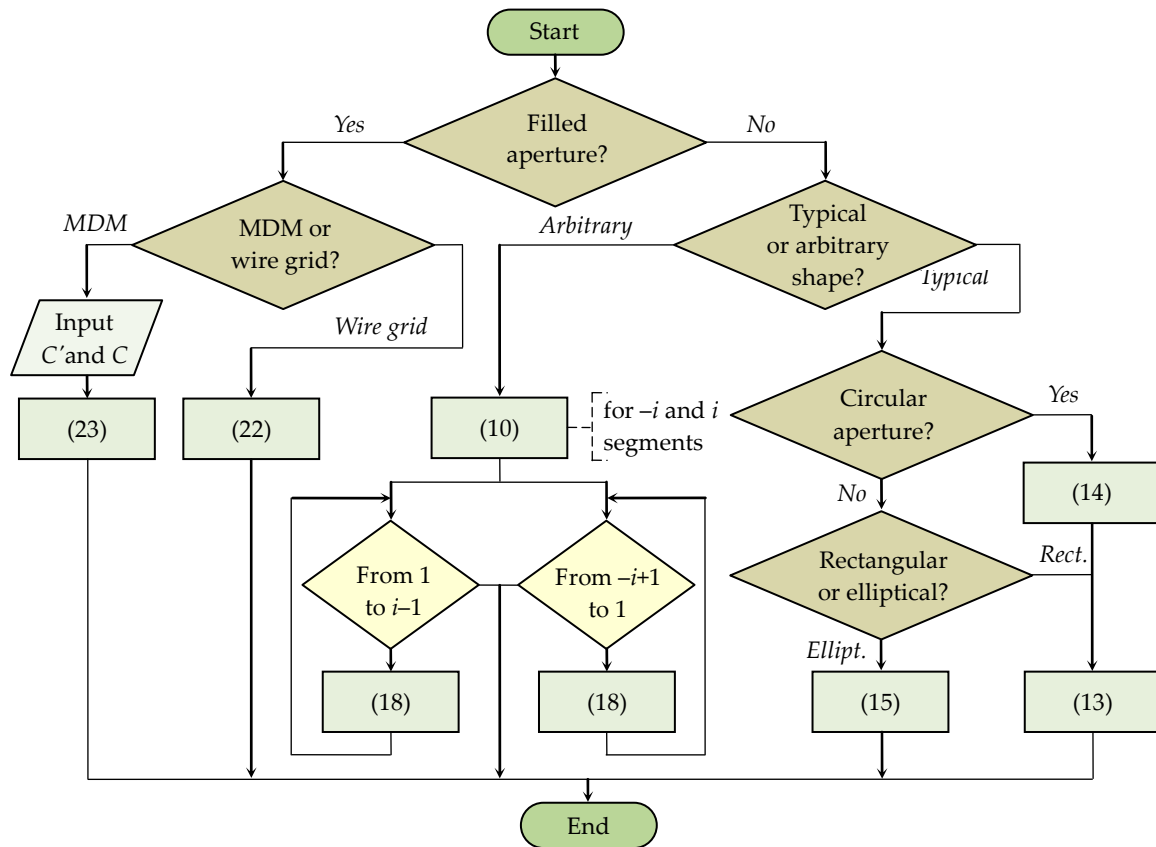 Start
Filled
aperture?
Yes
No
MDM or
wire grid?
MDM
Wire grid
Typical
or arbitrary
shape?
Arbitrary
Typical
Input
C' and C
(23)
(22)
(10)
for –i and i
segments
Circular
aperture?
Yes
No
(14)
From 1
to i–1
From –i+1
to 1
Rectangular
or elliptical?
Rect.
Ellipt.
(18)
(18)
(15)
(13)
End